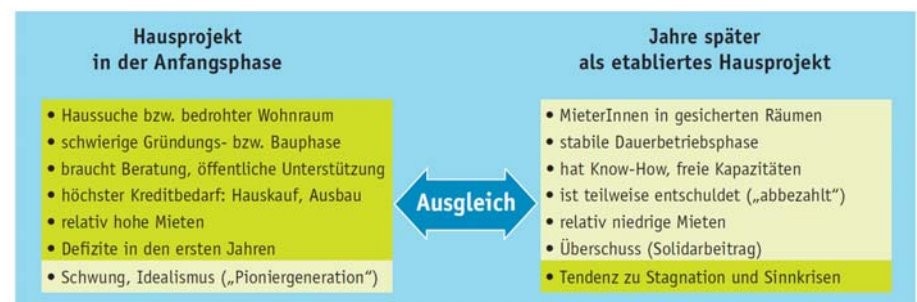 Hausprojekt
in der Anfangsphase
• Haussuche bzw. bedrohter Wohnraum
• schwierige Gründungs- bzw. Bauphase
• braucht Beratung, öffentliche Unterstützung
• höchster Kreditbedarf: Hauskauf, Ausbau
• relativ hohe Mieten
• Defizite in den ersten Jahren
• Schwung, Idealismus („Pioniergeneration“)
Ausgleich
Jahre später
als etabliertes Hausprojekt
• MieterInnen in gesicherten Räumen
• stabile Dauerbetriebsphase
• hat Know-How, freie Kapazitäten
• ist teilweise entschuldet („abbezahlt“)
• relativ niedrige Mieten
• Überschuss (Solidarbeitrag)
• Tendenz zu Stagnation und Sinnkrisen